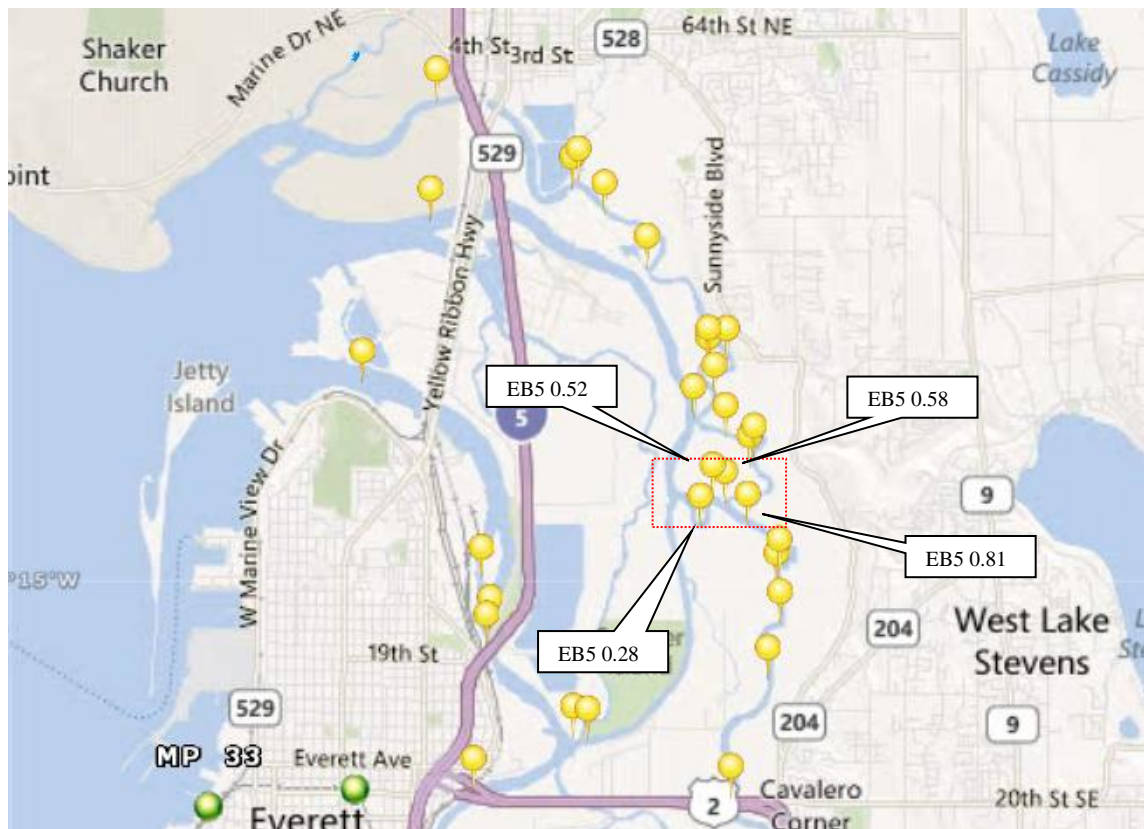 Shaker
Church
Marine Dr NE
4th St
3rd St
528
64th St NE
Lake
Cassidy
oint
529
Sunnyside Blvd
Yellow Ribbon Hwy
Jetty
Island
EB5 0.52
EB5 0.58
5
W Marine View Dr
9
EB5 0.81
°15'W
EB5 0.28
19th St
204
West Lake
Stevens
529
204
9
MP 33
Everett Ave
2
Cavalero
Corner
20th St SE
Everett